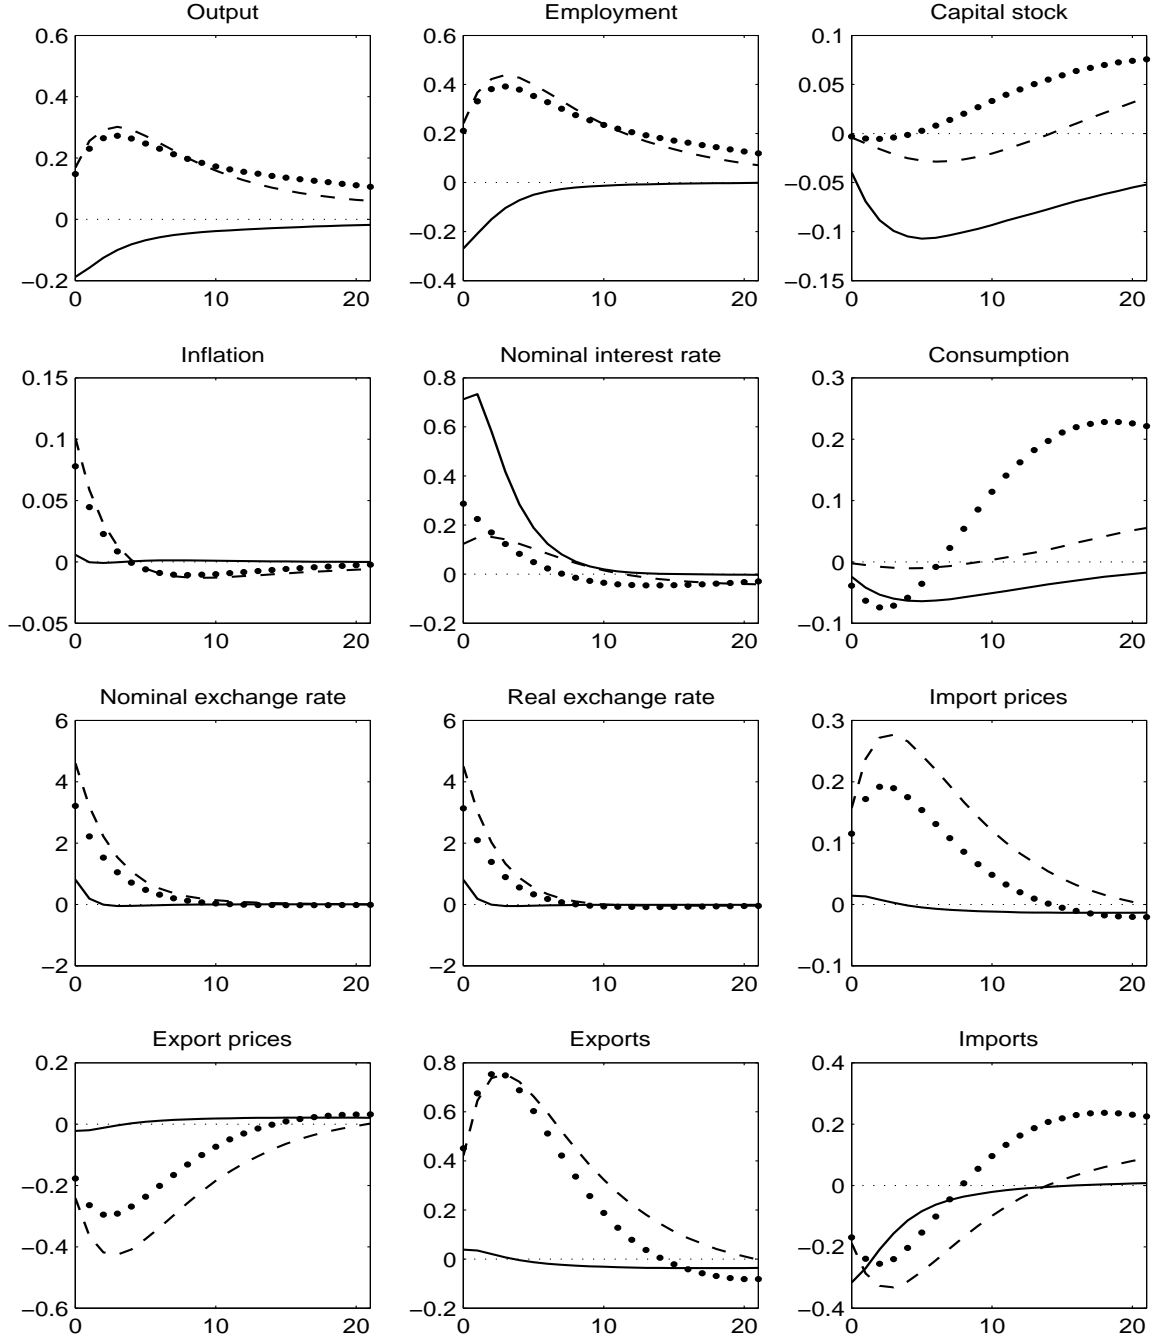 Output Employment Capital stock
0.6 0.6 0.1
0.4 0.4 0.05
0.2 0.2 0
0 0 −0.05
−0.2 −0.1
−0.2 −0.4 −0.15
0 10 20 0 10 20 0 10 20
Inflation Nominal interest rate Consumption
0.15 0.8 0.3
0.1 0.6 0.2
0.05 0.4 0.1
0.2
0 0 0
−0.05 −0.2 −0.1
0 10 20 0 10 20 0 10 20
Nominal exchange rate Real exchange rate Import prices
6 6 0.3
4 4 0.2
2 2 0.1
0 0 0
−2 −2 −0.1
0 10 20 0 10 20 0 10 20
Export prices Exports Imports
0.2 0.8 0.4
0 0.6 0.2
0.4
−0.2 0.2 0
−0.4 0 −0.2
−0.6 −0.2 −0.4
0 10 20 0 10 20 0 10 20